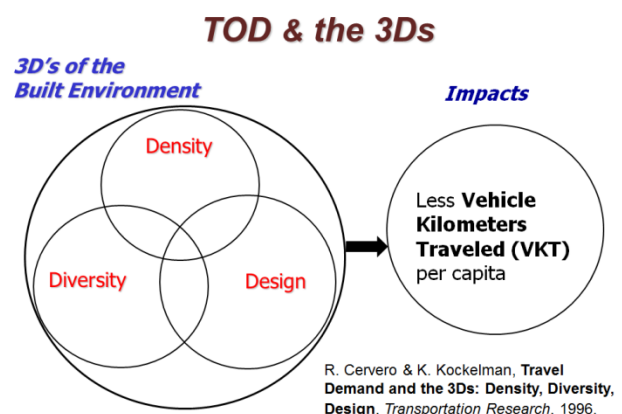 TOD & the 3Ds
3D's of the
Built Environment
Impacts
Density
Diversity
Design
Less Vehicle
Kilometers
Traveled (VKT)
per capita
R. Cervero & K. Kockelman, Travel
Demand and the 3Ds: Density, Diversity,
Design, Transportation Research, 1996.